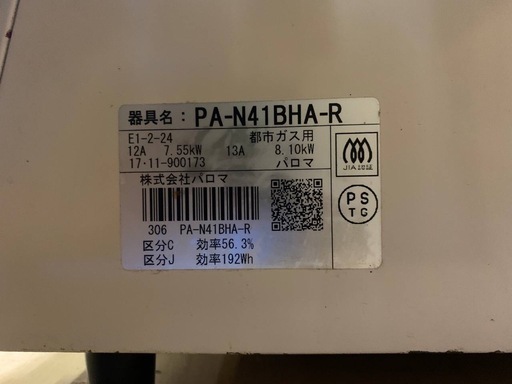 器具名：PA-N41BHA-R
E1-2-24 都市ガス用
12A 7.55kW 13A 8.10kW
17・11-900173 パロマ
株式会社パロマ
306 PA-N41BHA-R
区分C 効率56.3%
区分J 効率192Wh
JIA
PS
TG